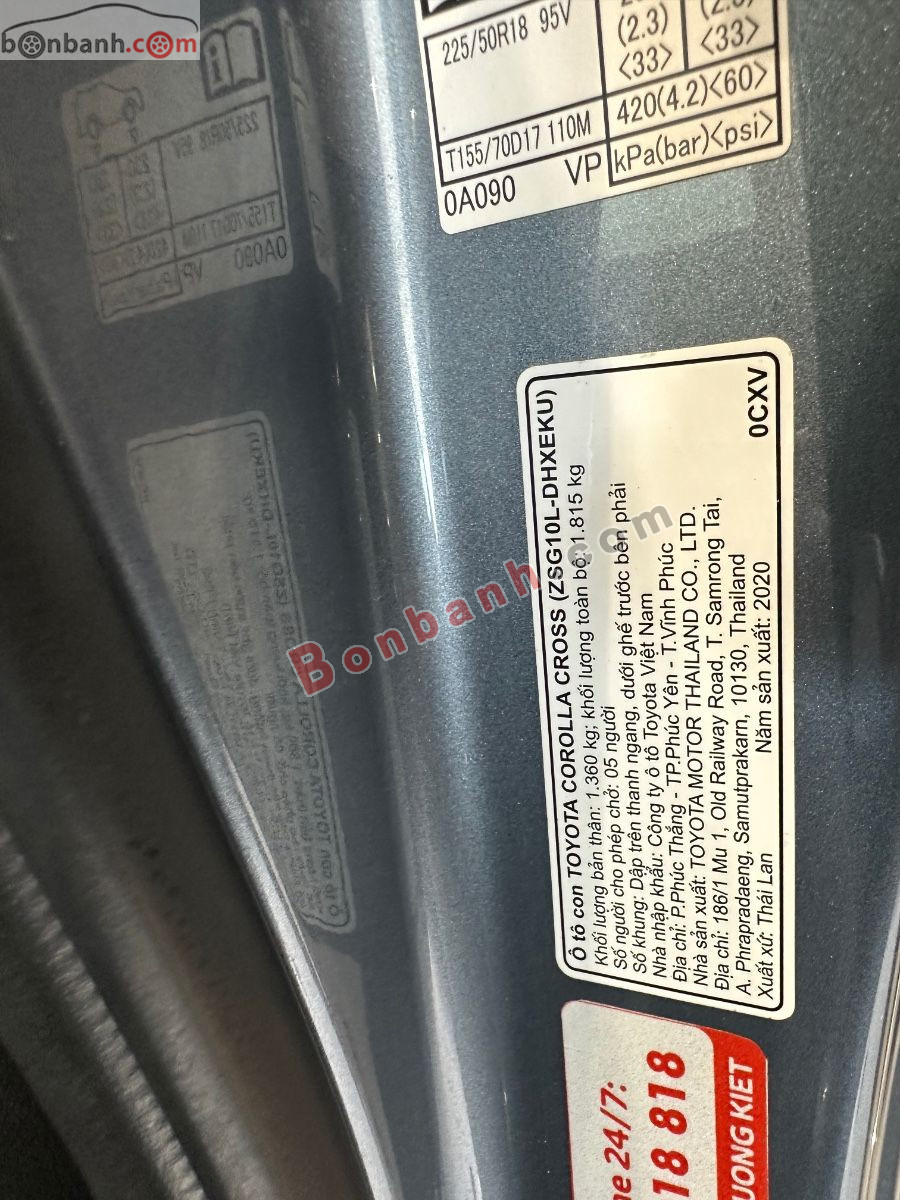 bonbanh.com
225/50R18 95V
(2.3)
<33>
<33>
T155/70D17 110M
420(4.2)<60>
0A090 VP
kPa(bar)<psi>
Ô tô con TOYOTA COROLLA CROSS (ZSG10L-DHXEKU)
Khối lượng bản thân: 1.360 kg; khối lượng toàn bộ: 1.815 kg
Số người cho phép chở: 05 người
Số khung: Dập trên thanh ngang, dưới ghế trước bên phải
Nhà nhập khẩu: Công ty ô tô Toyota Việt Nam
Địa chỉ: P.Phúc Thắng - TP.Phúc Yên - T.Vĩnh Phúc
Nhà sản xuất: TOYOTA MOTOR THAILAND CO., LTD.
Địa chỉ: 186/1 Mu 1, Old Railway Road, T. Samrong Tai,
A. Phrapradaeng, Samutprakarn, 10130, Thailand
Xuất xứ: Thái Lan Năm sản xuất: 2020 0CXV
Bonbanh.com
ne 24/7:
18 818
UONG KIET